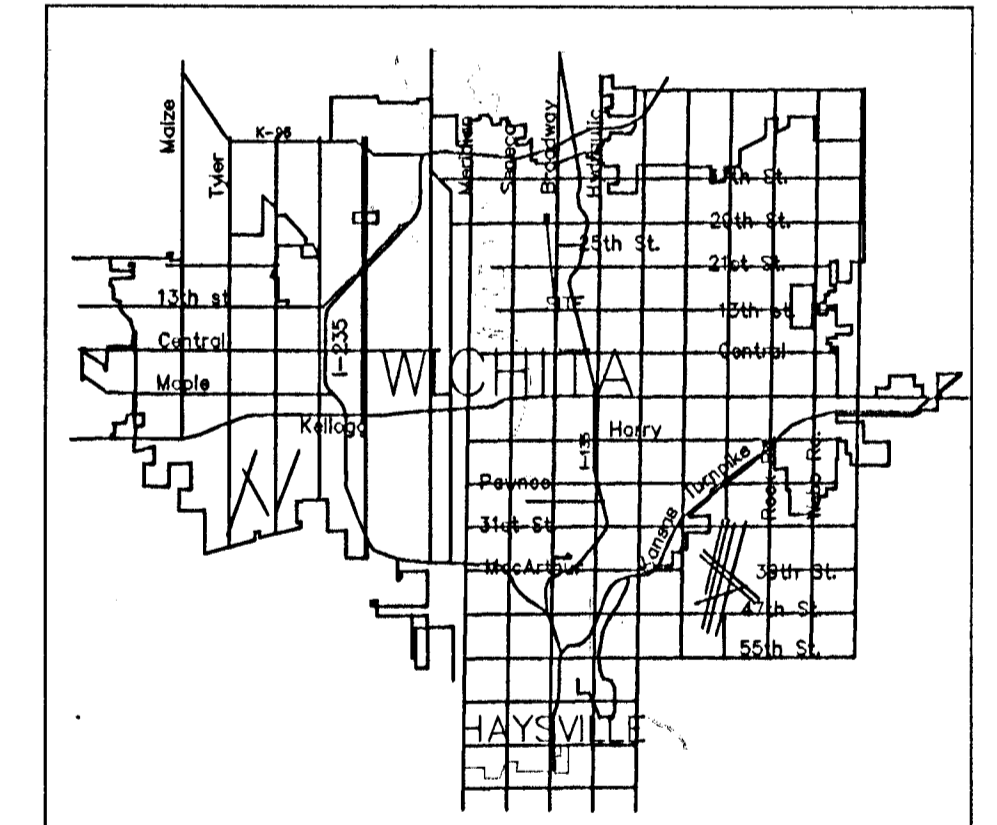 Maize
Tyler
K-96
Meridian
Seneca
Broadway
Hydraulic
29th St.
25th St.
21st St.
SITE
13th st
13th st
Central
Central
I-235
WICHITA
Maple
Kellogg
Harry
I-135
Pawnee
Kansas Turnpike
Rock Rd.
Webb Rd.
31st St
MacArthur
39th St.
47th St
55th St.
HAYSVILLE